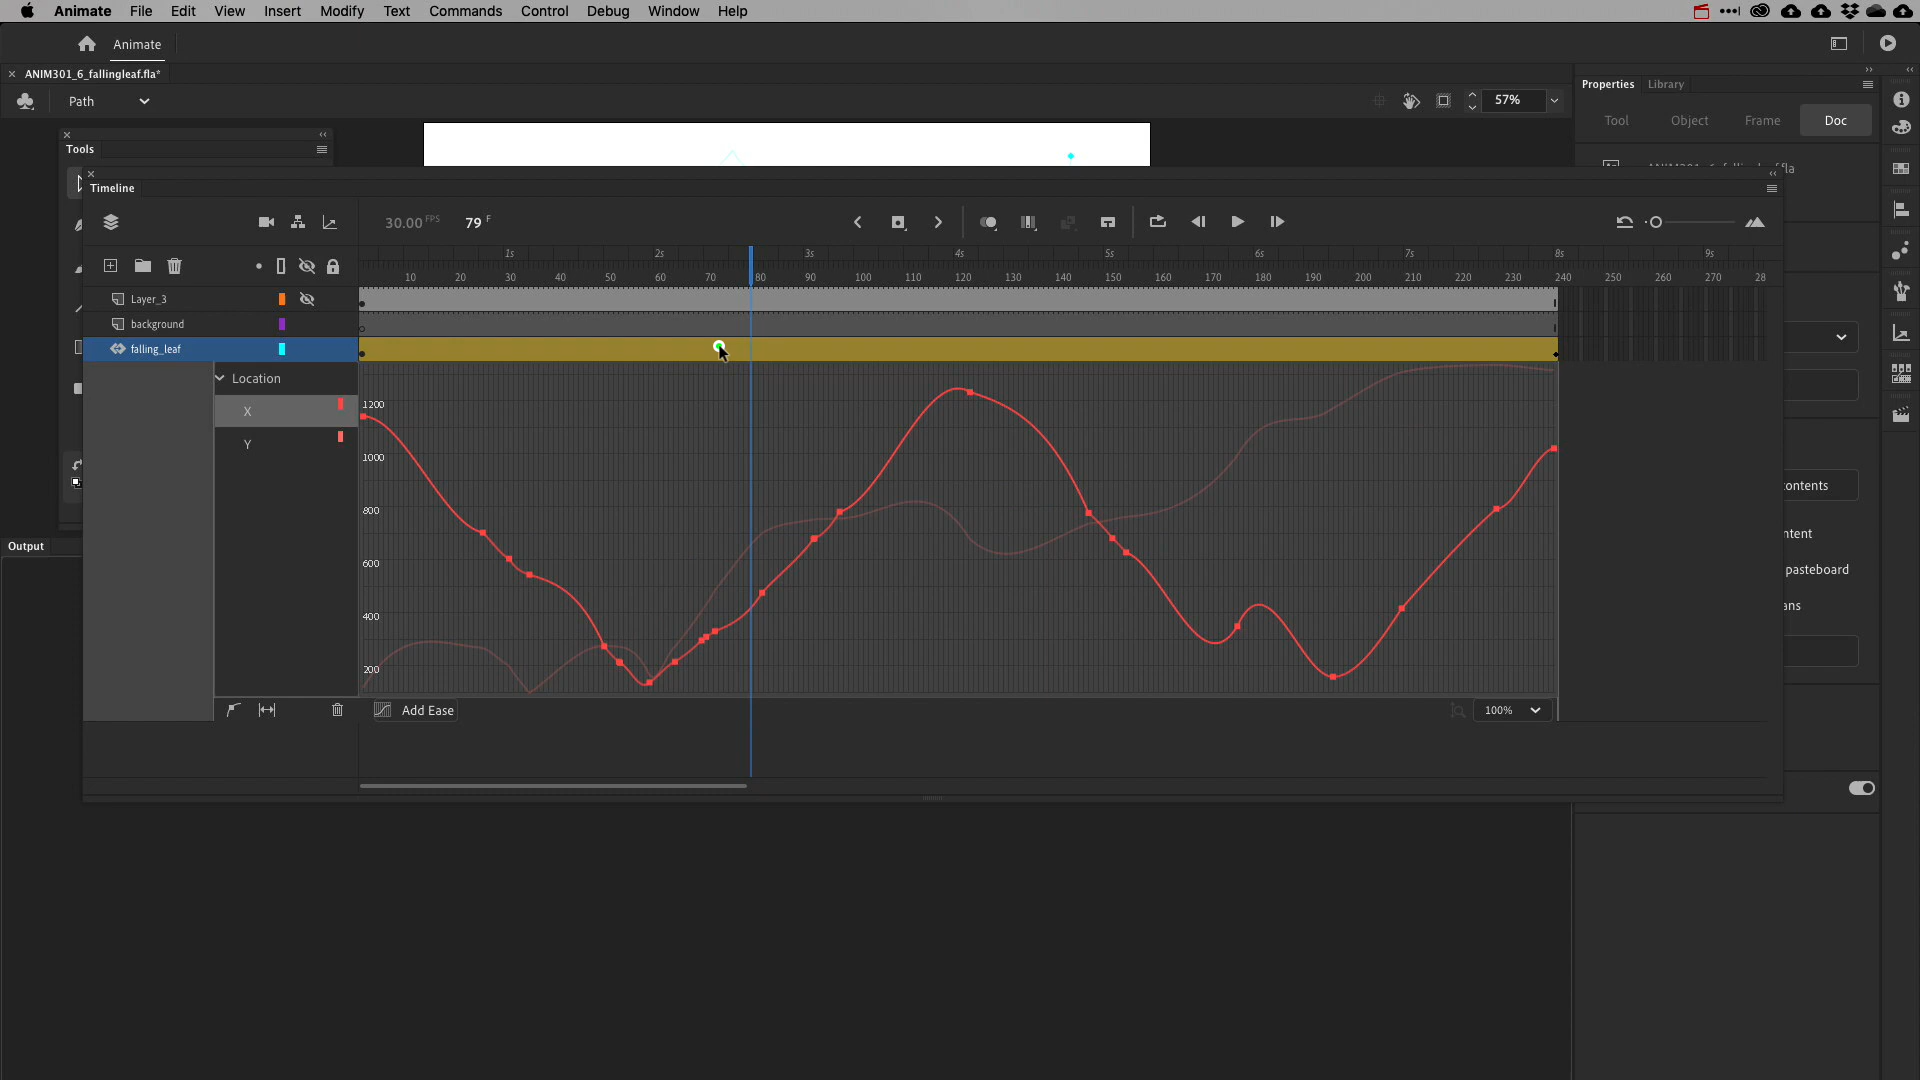 Animate File Edit View Insert Modify Text Commands Control Debug Window Help
Animate
ANIM301_6_fallingleaf.fla*
Path
57%
Properties Library
Tool Object Frame Doc
Tools
Timeline
30.00 FPS 79 F
1s 2s 3s 4s 5s 6s 7s 8s 9s
10 20 30 40 50 60 70 80 90 100 110 120 130 140 150 160 170 180 190 200 210 220 230 240 250 260 270 28
Layer_3
background
falling_leaf
Location
X
Y
1200
1000
800
600
400
200
Add Ease
100%
Output
contents
ntent
pasteboard
ans